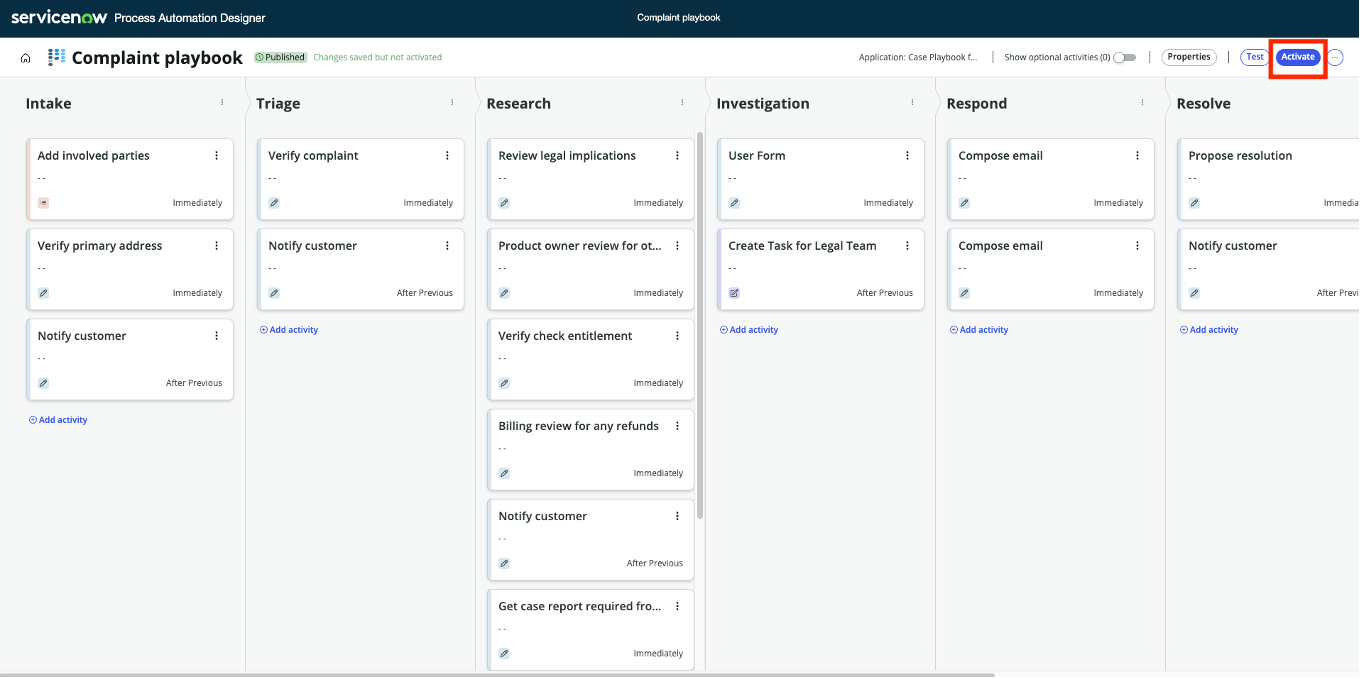 servicenow Process Automation Designer
Complaint playbook
Complaint playbook
Published
Changes saved but not activated
Application: Case Playbook f...
Show optional activities (0)
Properties
Test
Activate
Intake
Add involved parties
--
Immediately
Verify primary address
--
Immediately
Notify customer
--
After Previous
Add activity
Triage
Verify complaint
--
Immediately
Notify customer
--
After Previous
Add activity
Research
Review legal implications
--
Immediately
Product owner review for ot...
--
Immediately
Verify check entitlement
--
Immediately
Billing review for any refunds
--
Immediately
Notify customer
--
After Previous
Get case report required fro...
--
Immediately
Investigation
User Form
--
Immediately
Create Task for Legal Team
--
After Previous
Add activity
Respond
Compose email
--
Immediately
Compose email
--
Immediately
Add activity
Resolve
Propose resolution
--
Immedia
Notify customer
--
After Previ
Add activity